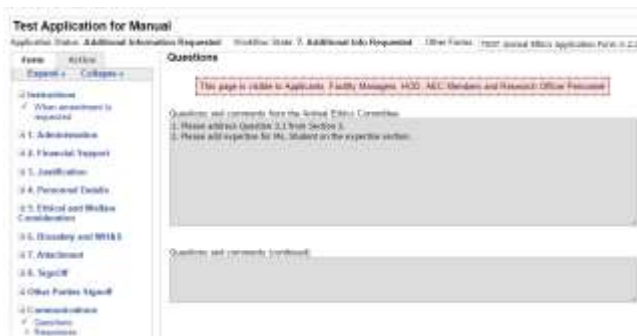 Test Application for Manual
Application Status: Additional Information Requested   Workflow State: 7. Additional Info Requested   Other Forms: TEST Animal Ethics Application Form
Form   Action
Questions
Expand   Collapse
This page is visible to Applicants, Facility Managers, HOD, AEC Members and Research Officer Personnel
Instructions
When amendment is
requested
Questions and comments from the Animal Ethics Committee
1. Please address Question 3.1 from Section 3.
2. Please add expertise for Ms. Student on the expertise section.
1. Administration
2. Financial Support
3. Justification
4. Personnel Details
5. Ethical and Welfare
Consideration
6. Biosafety and WH&S
7. Attachment
Questions and comments (continued)
8. Signoff
Other Parties Signoff
Communications
Questions
Responses